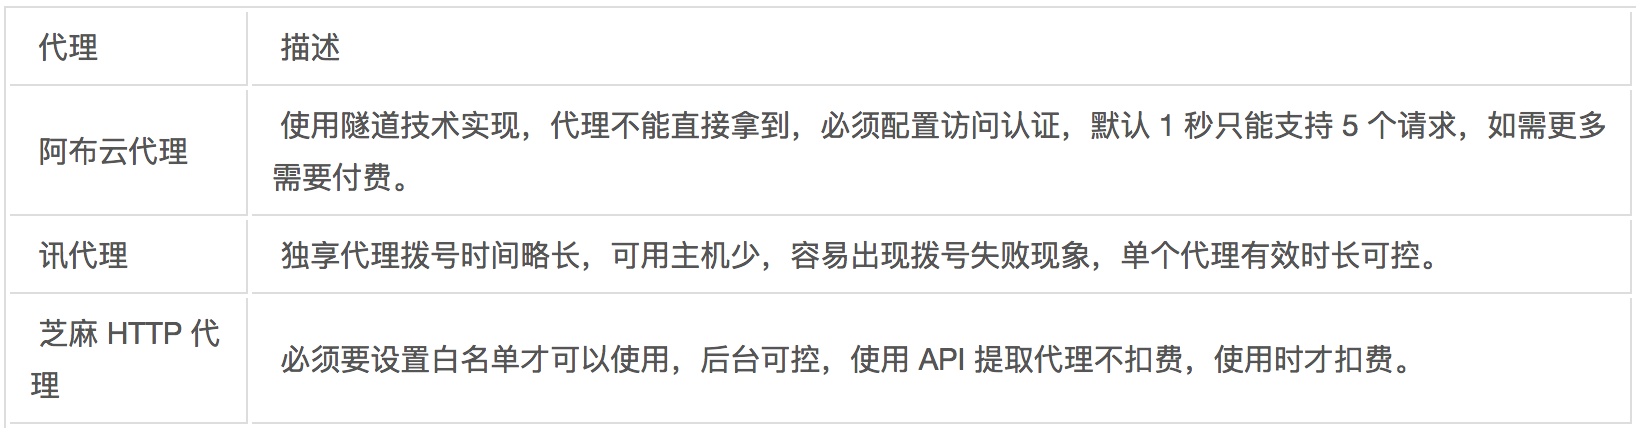 代理
描述
阿布云代理
使用隧道技术实现，代理不能直接拿到，必须配置访问认证，默认 1 秒只能支持 5 个请求，如需更多
需要付费。
讯代理
独享代理拨号时间略长，可用主机少，容易出现拨号失败现象，单个代理有效时长可控。
芝麻 HTTP 代
理
必须要设置白名单才可以使用，后台可控，使用 API 提取代理不扣费，使用时才扣费。